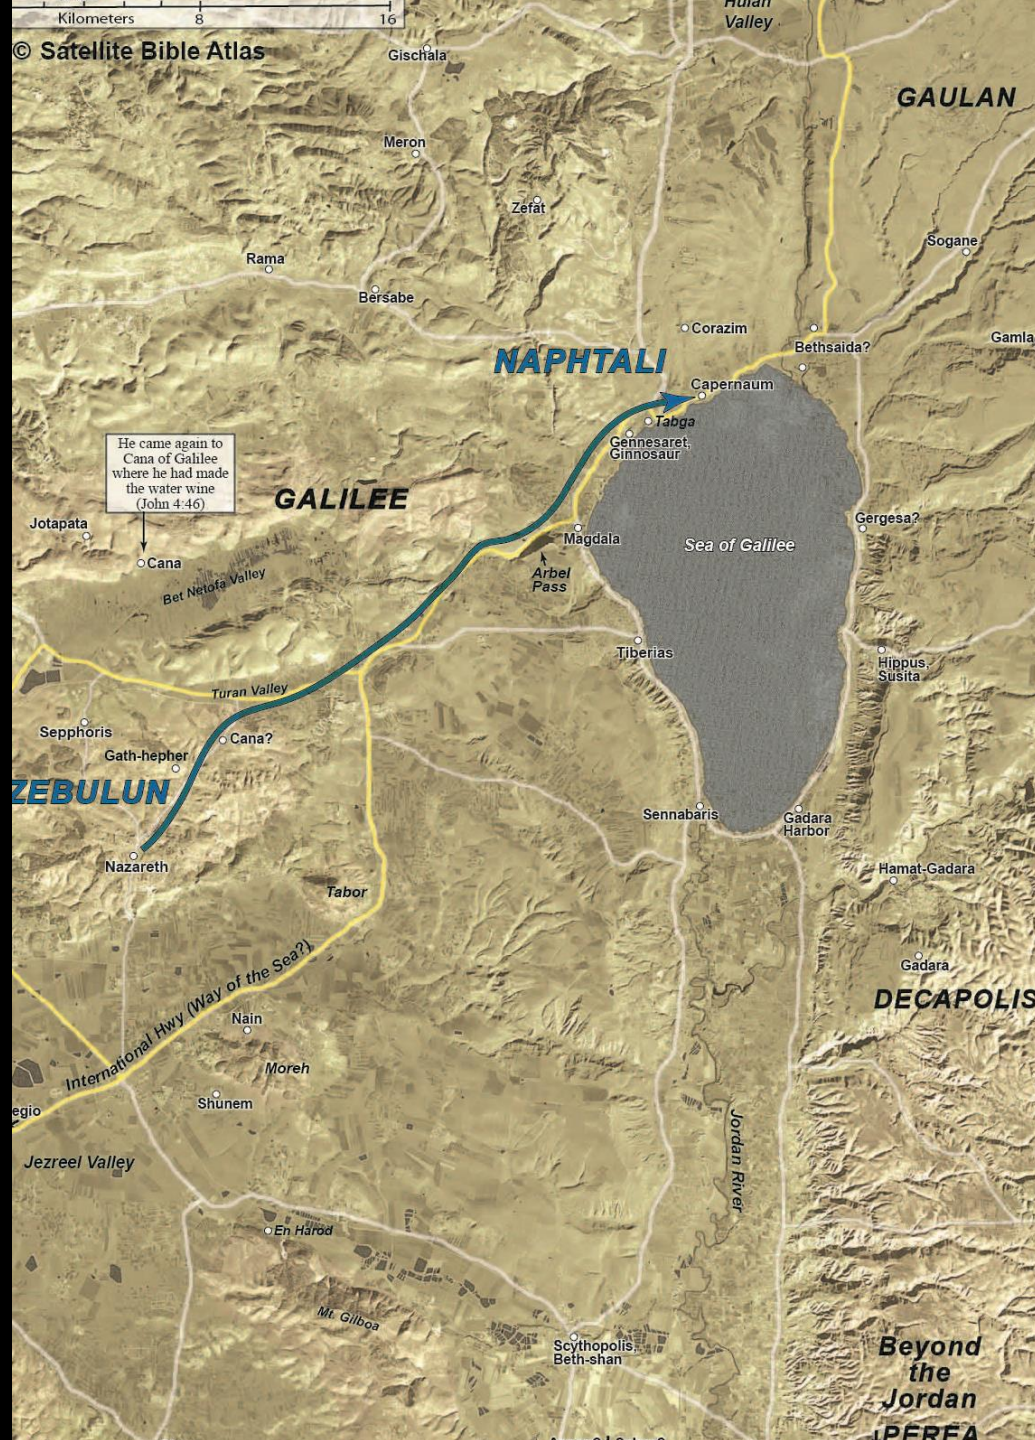 Kilometers 8 16
© Satellite Bible Atlas
Hulah
Valley
Gischala
GAULAN
Meron
Zefat
Sogane
Rama
Bersabe
Corazim
Gamla
Bethsaida?
NAPHTALI
Capernaum
Tabga
Gennesaret,
Ginnosaur
He came again to
Cana of Galilee
where he had made
the water wine
(John 4:46)
GALILEE
Jotapata
Gergesa?
Magdala
Sea of Galilee
Cana
Arbel
Pass
Bet Netofa Valley
Tiberias
Hippus,
Susita
Turan Valley
Sepphoris
Cana?
Gath-hepher
ZEBULUN
Sennabaris
Gadara
Harbor
Nazareth
Hamat-Gadara
Tabor
Gadara
International Hwy (Way of the Sea?)
DECAPOLIS
Nain
Moreh
Shunem
egio
Jordan River
Jezreel Valley
En Harod
Mt. Gilboa
Scythopolis,
Beth-shan
Beyond
the
Jordan
PEREA